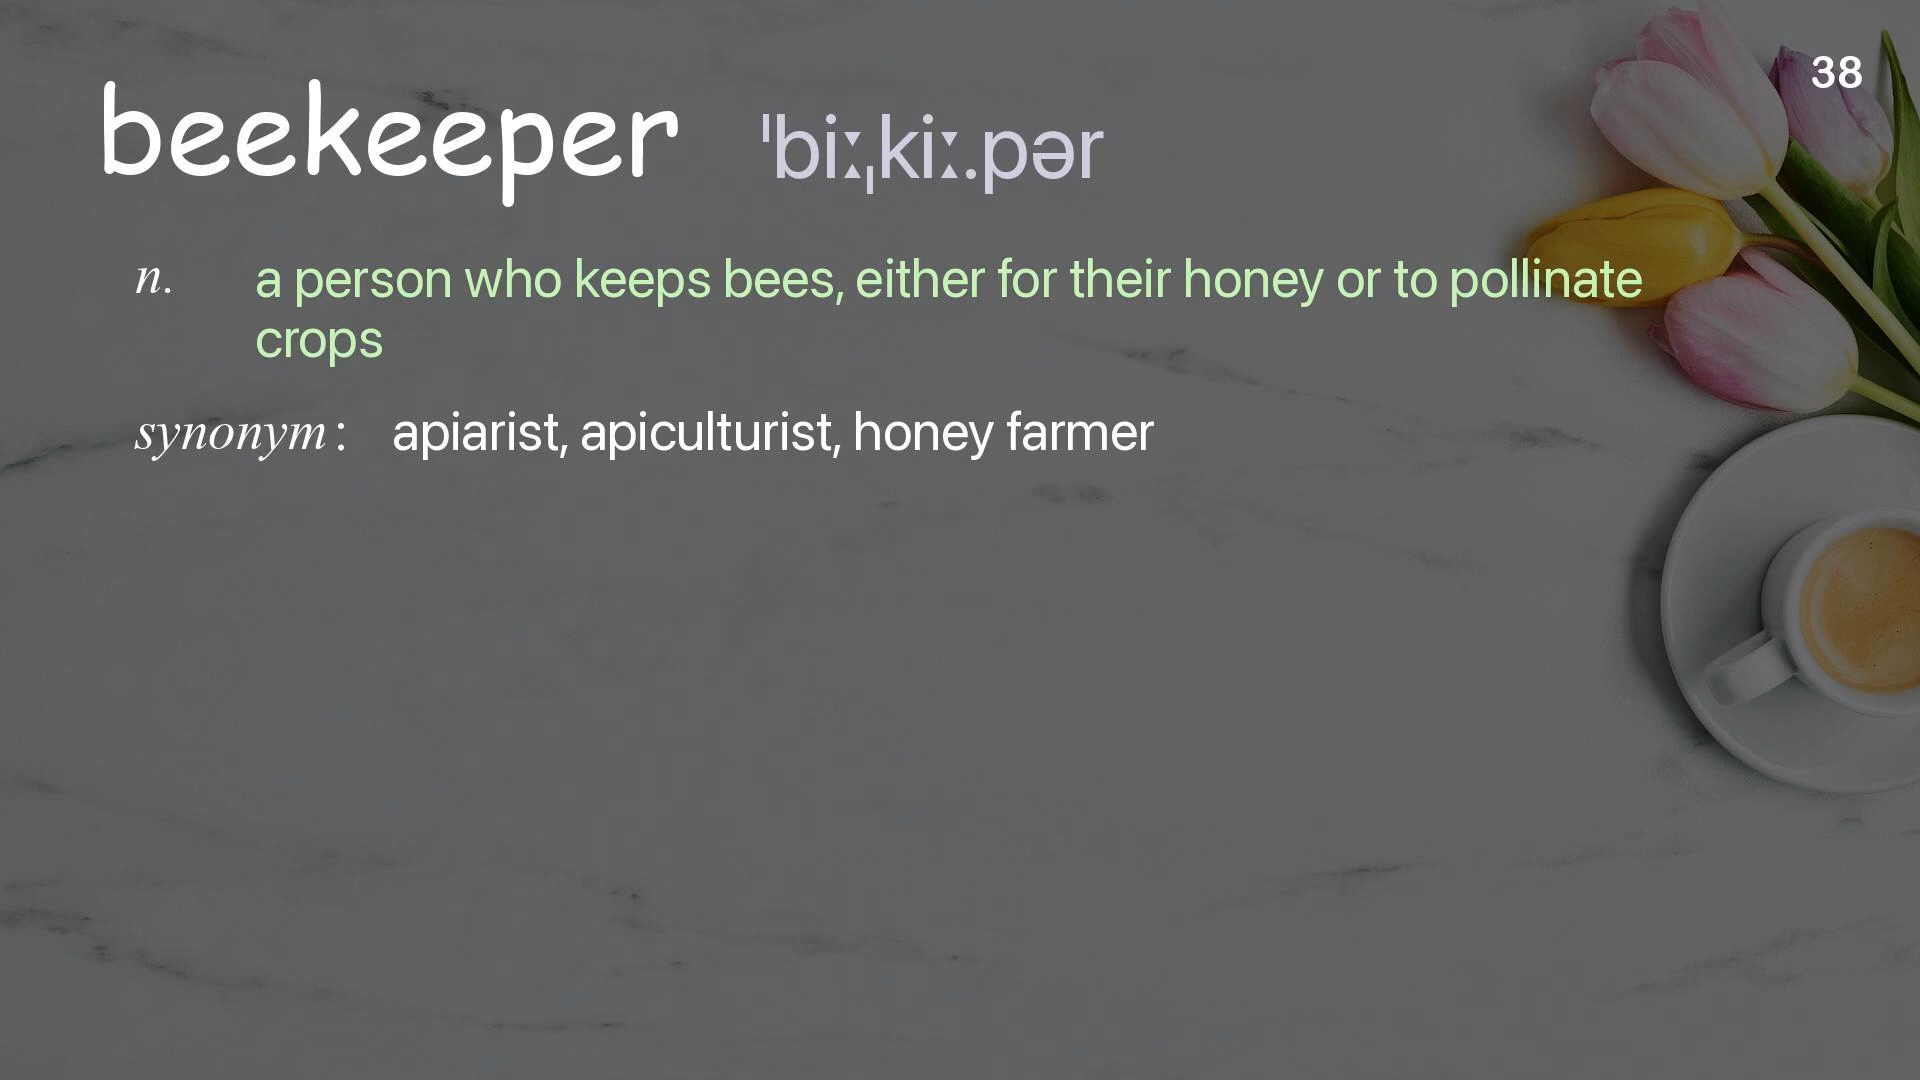 38
beekeeper ˈbiːˌkiː.pər
n. a person who keeps bees, either for their honey or to pollinate
crops
synonym: apiarist, apiculturist, honey farmer